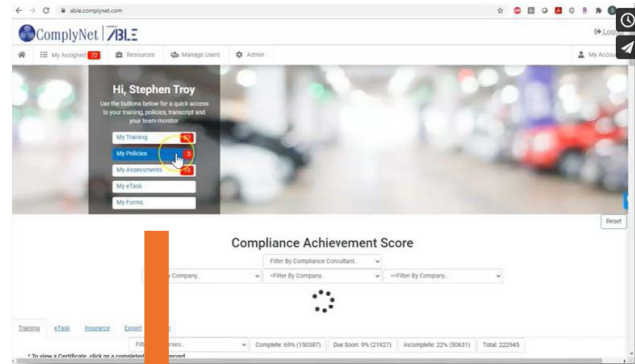 able.complynet.com
ComplyNet | ABLE
My Assigned 72
Resources
Manage Users
Admin
My Accou
Hi, Stephen Troy
Use the buttons below for a quick access
to your training, policies, transcript and
your team monitor
My Training
My Policies 5
My Assessments 10
My eTask
My Forms
Reset
Compliance Achievement Score
Filter By Compliance Consultant..
y Company..
<Filter By Company..
<<Filter By Company..
Training
eTask
Insurance
Export
Complete: 69% (150387)
Due Soon: 9% (21927)
Incomplete: 22% (50631)
Total: 222945
* To view a Certificate, click on a completed
record